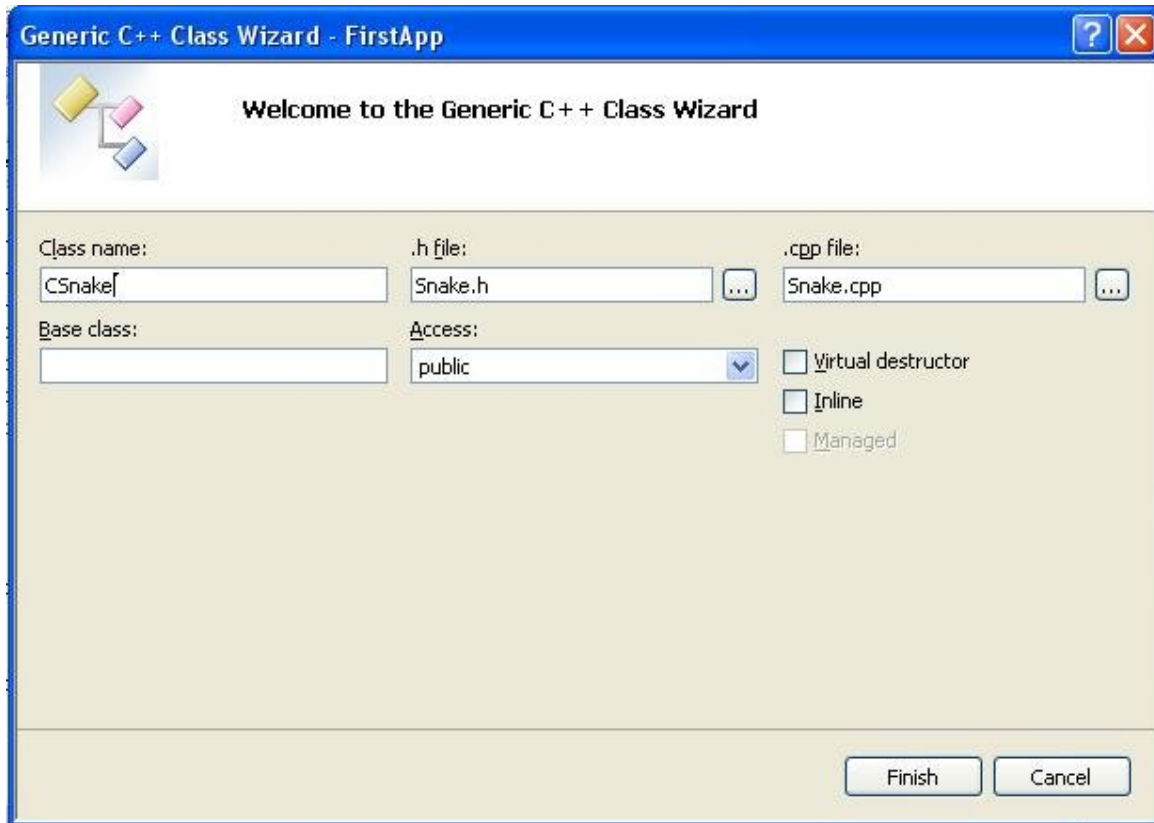 Generic C++ Class Wizard - FirstApp
Welcome to the Generic C++ Class Wizard
Class name: .h file: .cpp file:
CSnake Snake.h ... Snake.cpp ...
Base class: Access:
public
Virtual destructor
Inline
Managed
Finish Cancel